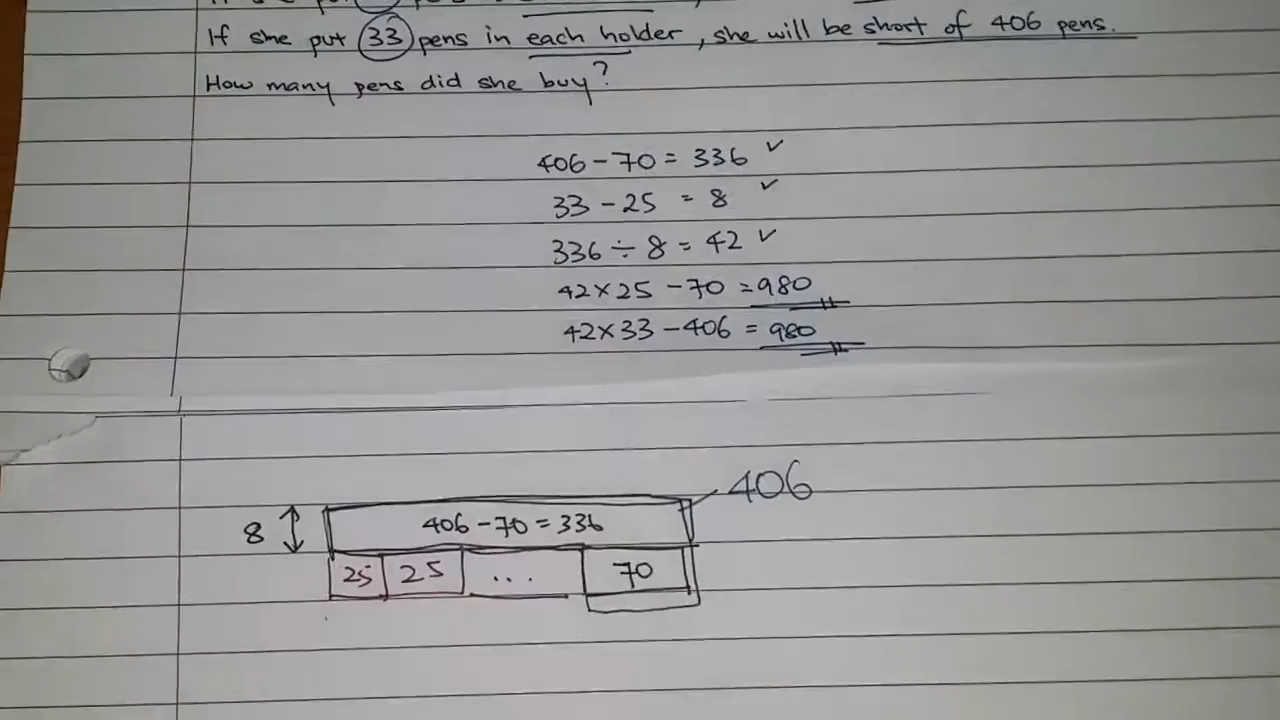 If she put 33 pens in each holder, she will be short of 406 pens.
How many pens did she buy?
406 - 70 = 336 ✓
33 - 25 = 8 ✓
336 ÷ 8 = 42 ✓
42 × 25 - 70 = 980
42 × 33 - 406 = 980
406
8 406 - 70 = 336
25 25 ... 70